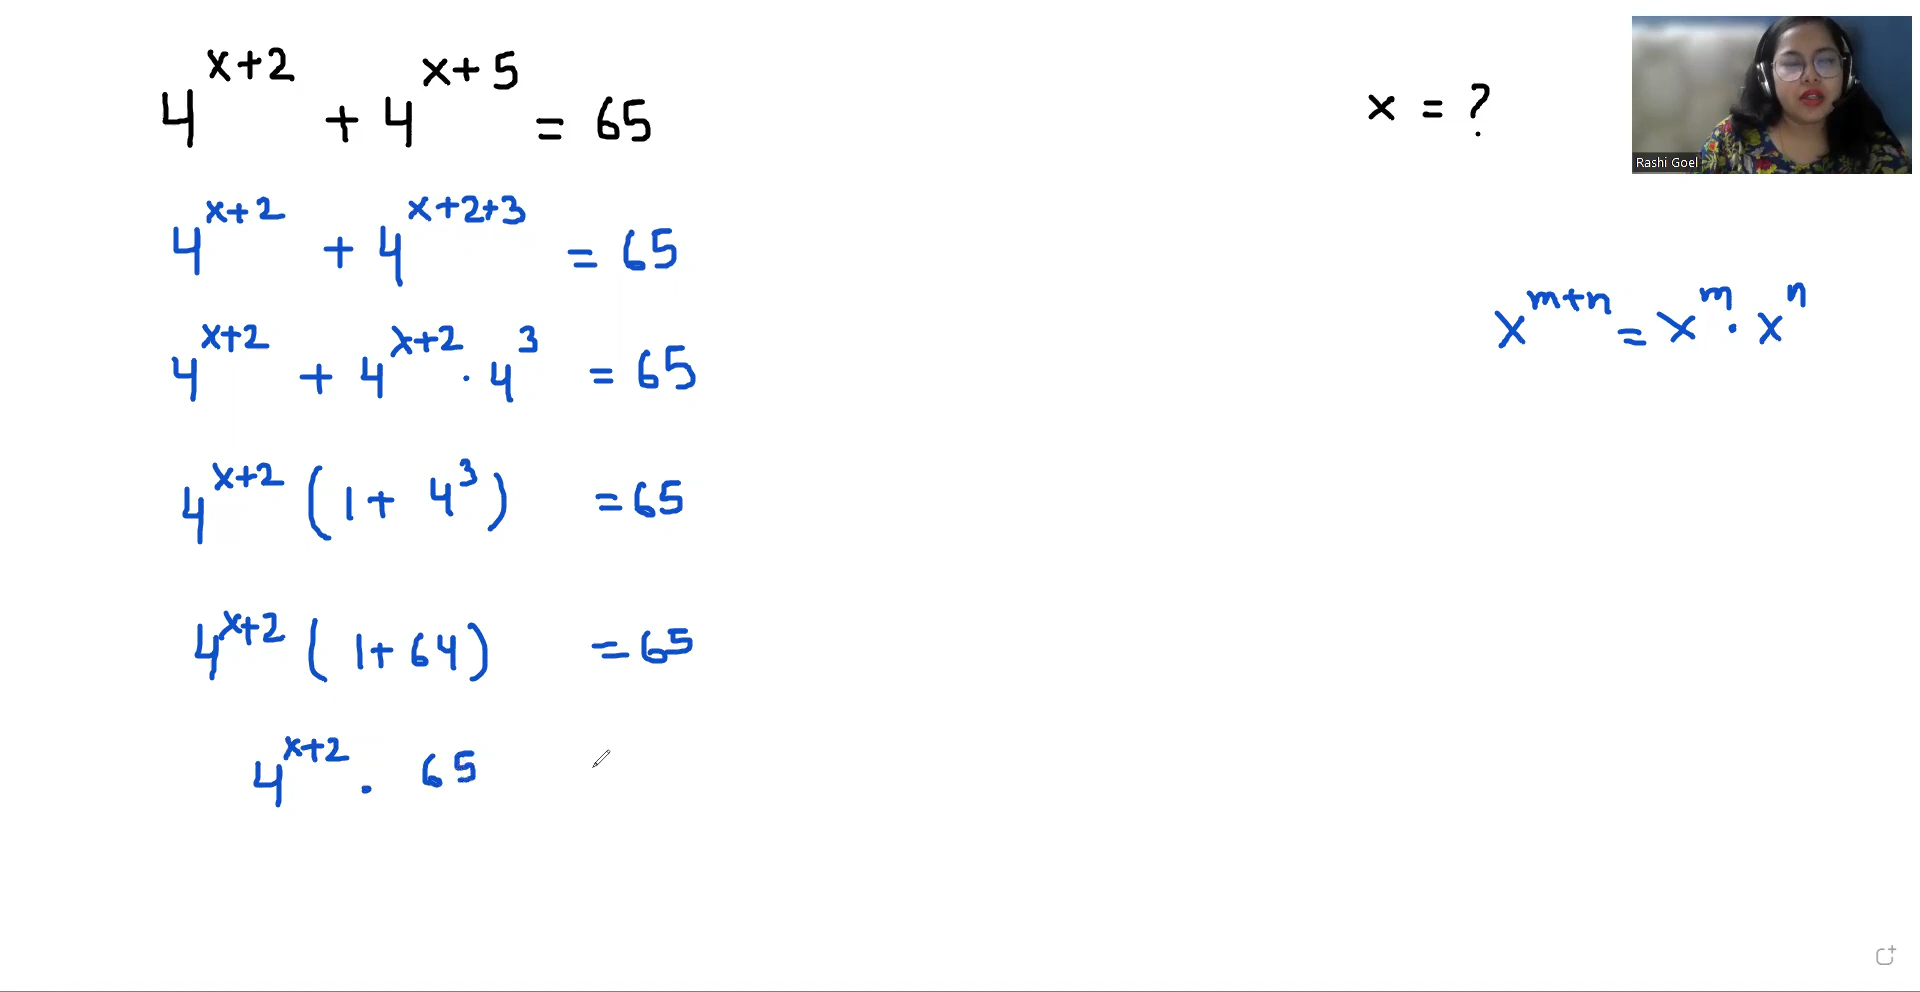 4^{x+2} + 4^{x+5} = 65
x = ?
Rashi Goel
4^{x+2} + 4^{x+2+3} = 65
x^{m+n} = x^m · x^n
4^{x+2} + 4^{x+2} · 4^3 = 65
4^{x+2} (1 + 4^3) = 65
4^{x+2} (1 + 64) = 65
4^{x+2} . 65